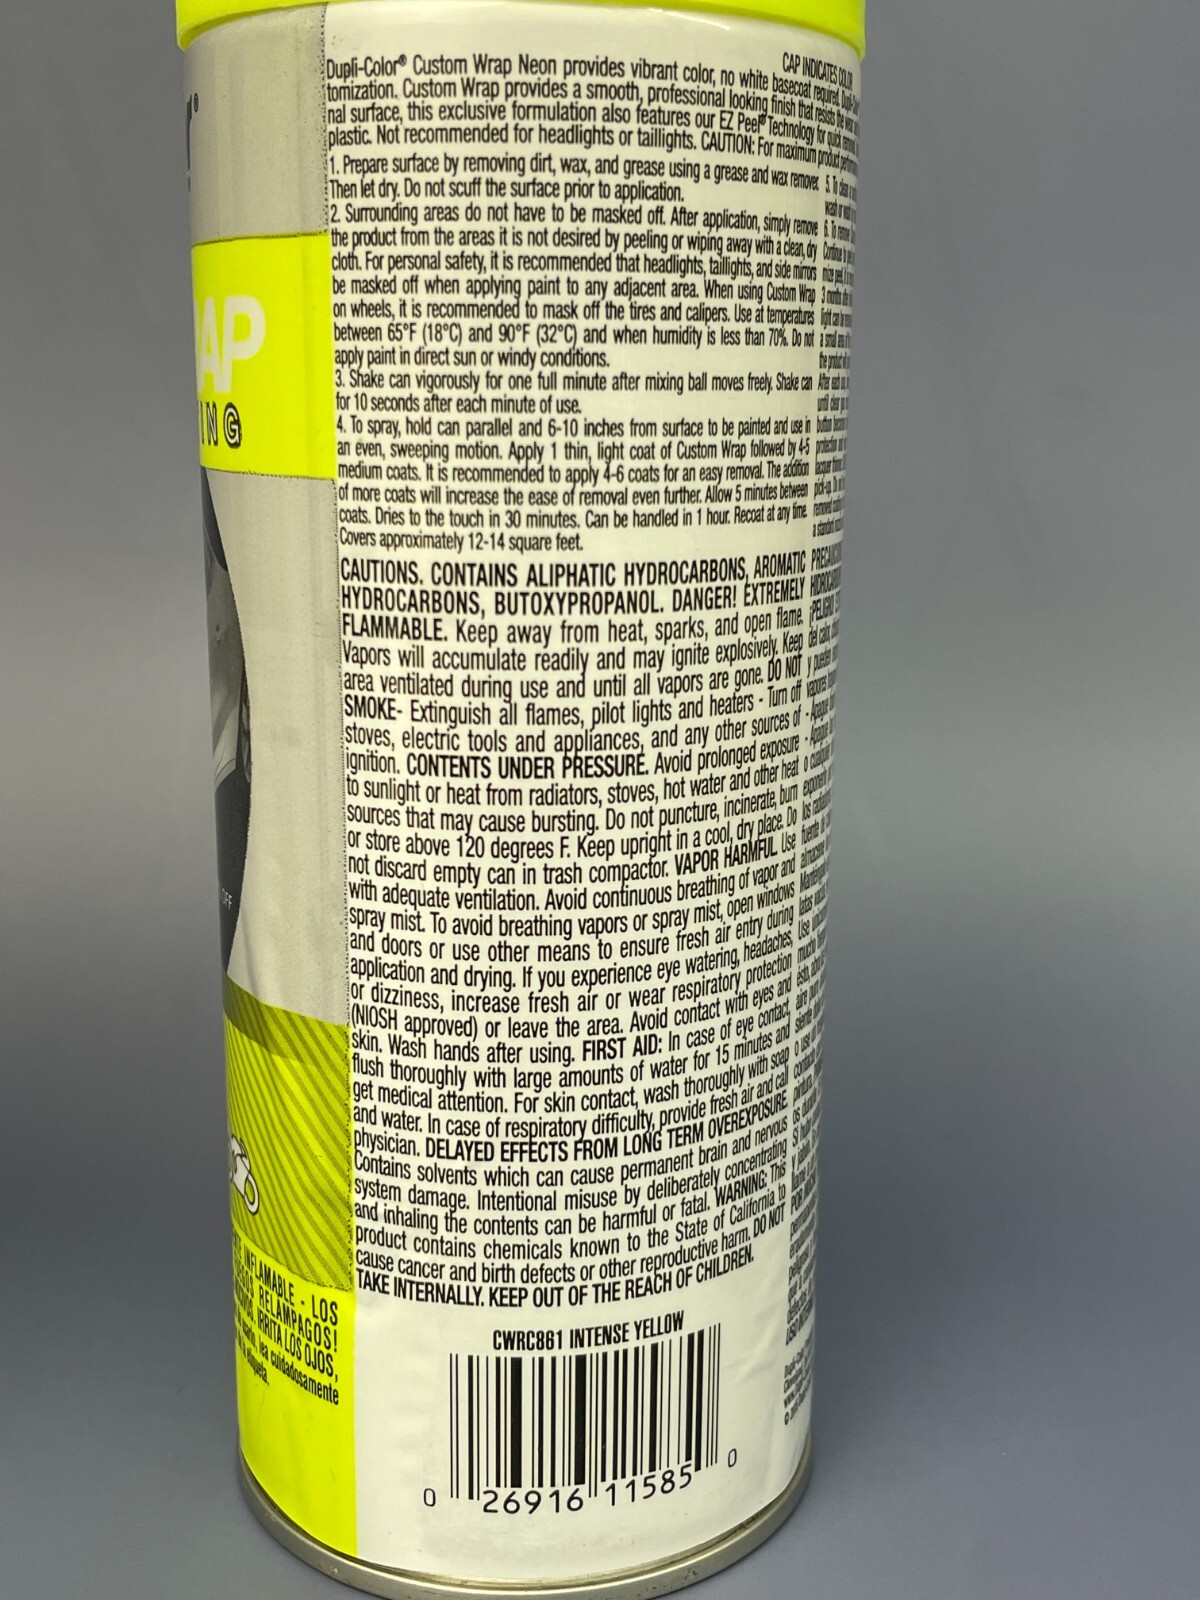 CAP INDICATES COLOR
Dupli-Color® Custom Wrap Neon provides vibrant color, no white basecoat required. Dupli-Color
tomization. Custom Wrap provides a smooth, professional looking finish that resists the wear
nal surface, this exclusive formulation also features our EZ Peel® Technology for quick removal
plastic. Not recommended for headlights or taillights. CAUTION: For maximum product performance
1. Prepare surface by removing dirt, wax, and grease using a grease and wax remover.
Then let dry. Do not scuff the surface prior to application.
2. Surrounding areas do not have to be masked off. After application, simply remove
the product from the areas it is not desired by peeling or wiping away with a clean, dry
cloth. For personal safety, it is recommended that headlights, taillights, and side mirrors
be masked off when applying paint to any adjacent area. When using Custom Wrap
on wheels, it is recommended to mask off the tires and calipers. Use at temperatures
between 65°F (18°C) and 90°F (32°C) and when humidity is less than 70%. Do not
apply paint in direct sun or windy conditions.
3. Shake can vigorously for one full minute after mixing ball moves freely. Shake can
for 10 seconds after each minute of use.
4. To spray, hold can parallel and 6-10 inches from surface to be painted and use in
an even, sweeping motion. Apply 1 thin, light coat of Custom Wrap followed by 4-5
medium coats. It is recommended to apply 4-6 coats for an easy removal. The addition
of more coats will increase the ease of removal even further. Allow 5 minutes between
coats. Dries to the touch in 30 minutes. Can be handled in 1 hour. Recoat at any time.
Covers approximately 12-14 square feet.
CAUTIONS. CONTAINS ALIPHATIC HYDROCARBONS, AROMATIC
HYDROCARBONS, BUTOXYPROPANOL. DANGER! EXTREMELY
FLAMMABLE. Keep away from heat, sparks, and open flame.
Vapors will accumulate readily and may ignite explosively. Keep
area ventilated during use and until all vapors are gone. DO NOT
SMOKE- Extinguish all flames, pilot lights and heaters - Turn off
stoves, electric tools and appliances, and any other sources of
ignition. CONTENTS UNDER PRESSURE. Avoid prolonged exposure
to sunlight or heat from radiators, stoves, hot water and other heat
sources that may cause bursting. Do not puncture, incinerate, burn
or store above 120 degrees F. Keep upright in a cool, dry place. Do
not discard empty can in trash compactor. VAPOR HARMFUL. Use
with adequate ventilation. Avoid continuous breathing of vapor and
spray mist. To avoid breathing vapors or spray mist, open windows
and doors or use other means to ensure fresh air entry during
application and drying. If you experience eye watering, headaches,
or dizziness, increase fresh air or wear respiratory protection
(NIOSH approved) or leave the area. Avoid contact with eyes and
skin. Wash hands after using. FIRST AID: In case of eye contact,
flush thoroughly with large amounts of water for 15 minutes and
get medical attention. For skin contact, wash thoroughly with soap
and water. In case of respiratory difficulty, provide fresh air and call
physician. DELAYED EFFECTS FROM LONG TERM OVEREXPOSURE.
Contains solvents which can cause permanent brain and nervous
system damage. Intentional misuse by deliberately concentrating
and inhaling the contents can be harmful or fatal. WARNING: This
product contains chemicals known to the State of California to
cause cancer and birth defects or other reproductive harm. DO NOT
TAKE INTERNALLY. KEEP OUT OF THE REACH OF CHILDREN.
CWRC861 INTENSE YELLOW
0 26916 11585 0
INFLAMABLE - LOS
RELAMPAGOS!
IRRITA LOS OJOS,
lea cuidadosamente
etiqueta.